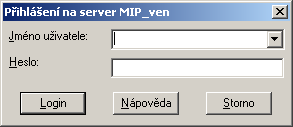 Přihlášení na server MIP_ven
Jméno uživatele:
Heslo:
Login Nápověda Storno